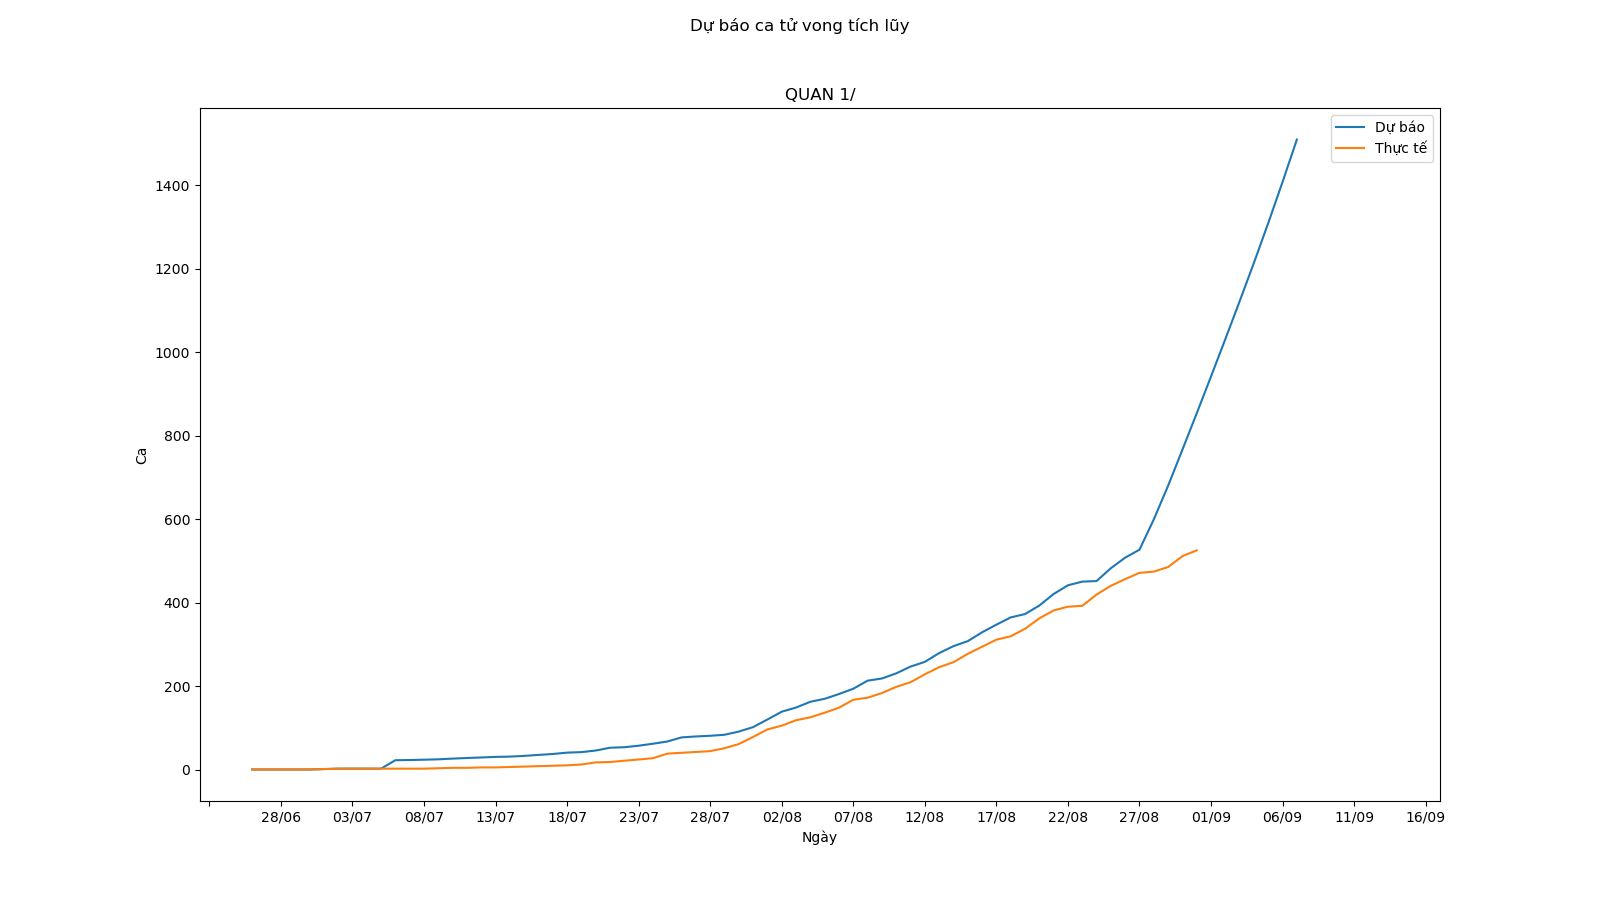 Dự báo ca tử vong tích lũy
QUAN 1/
Dự báo
Thực tế
1400
1200
1000
800
600
400
200
0
Ca
28/06 03/07 08/07 13/07 18/07 23/07 28/07 02/08 07/08 12/08 17/08 22/08 27/08 01/09 06/09 11/09 16/09
Ngày